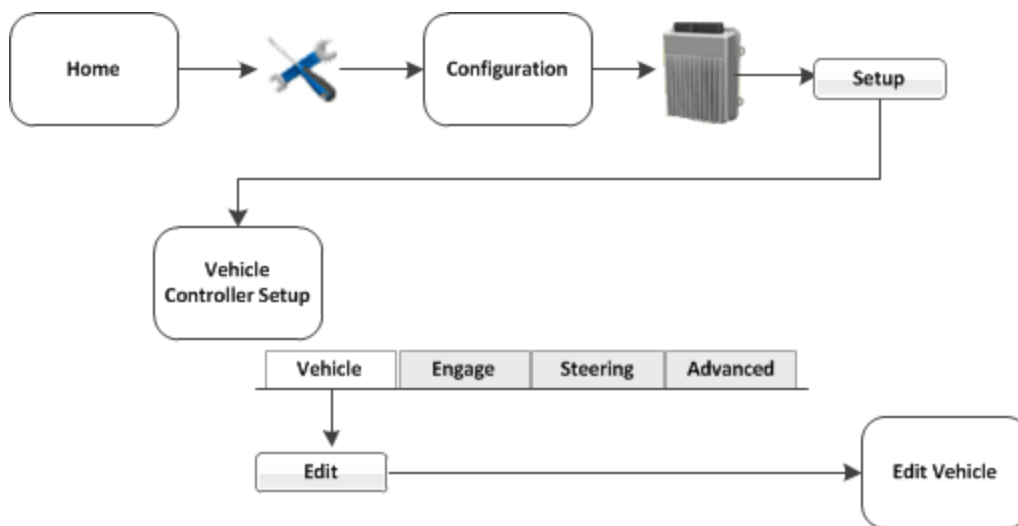 Home
Configuration
Setup
Vehicle
Controller Setup
Vehicle
Engage
Steering
Advanced
Edit
Edit Vehicle